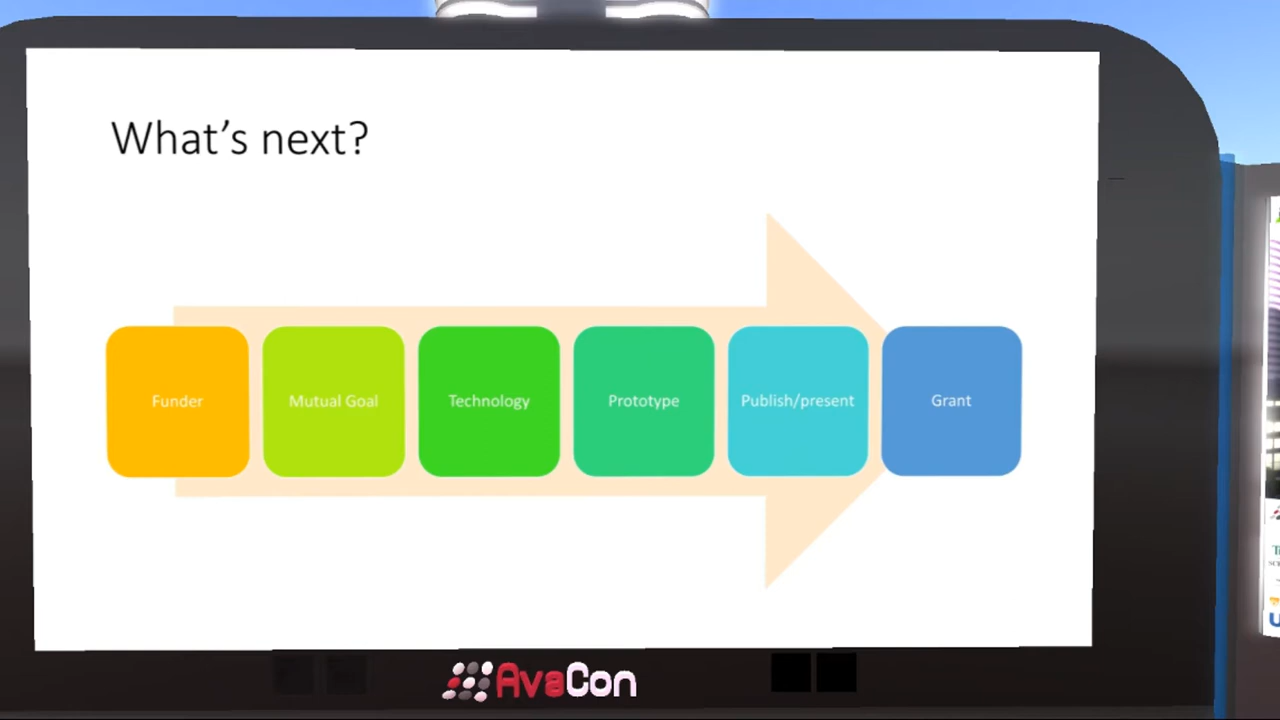 What's next?
Funder
Mutual Goal
Technology
Prototype
Publish/present
Grant
AvaCon